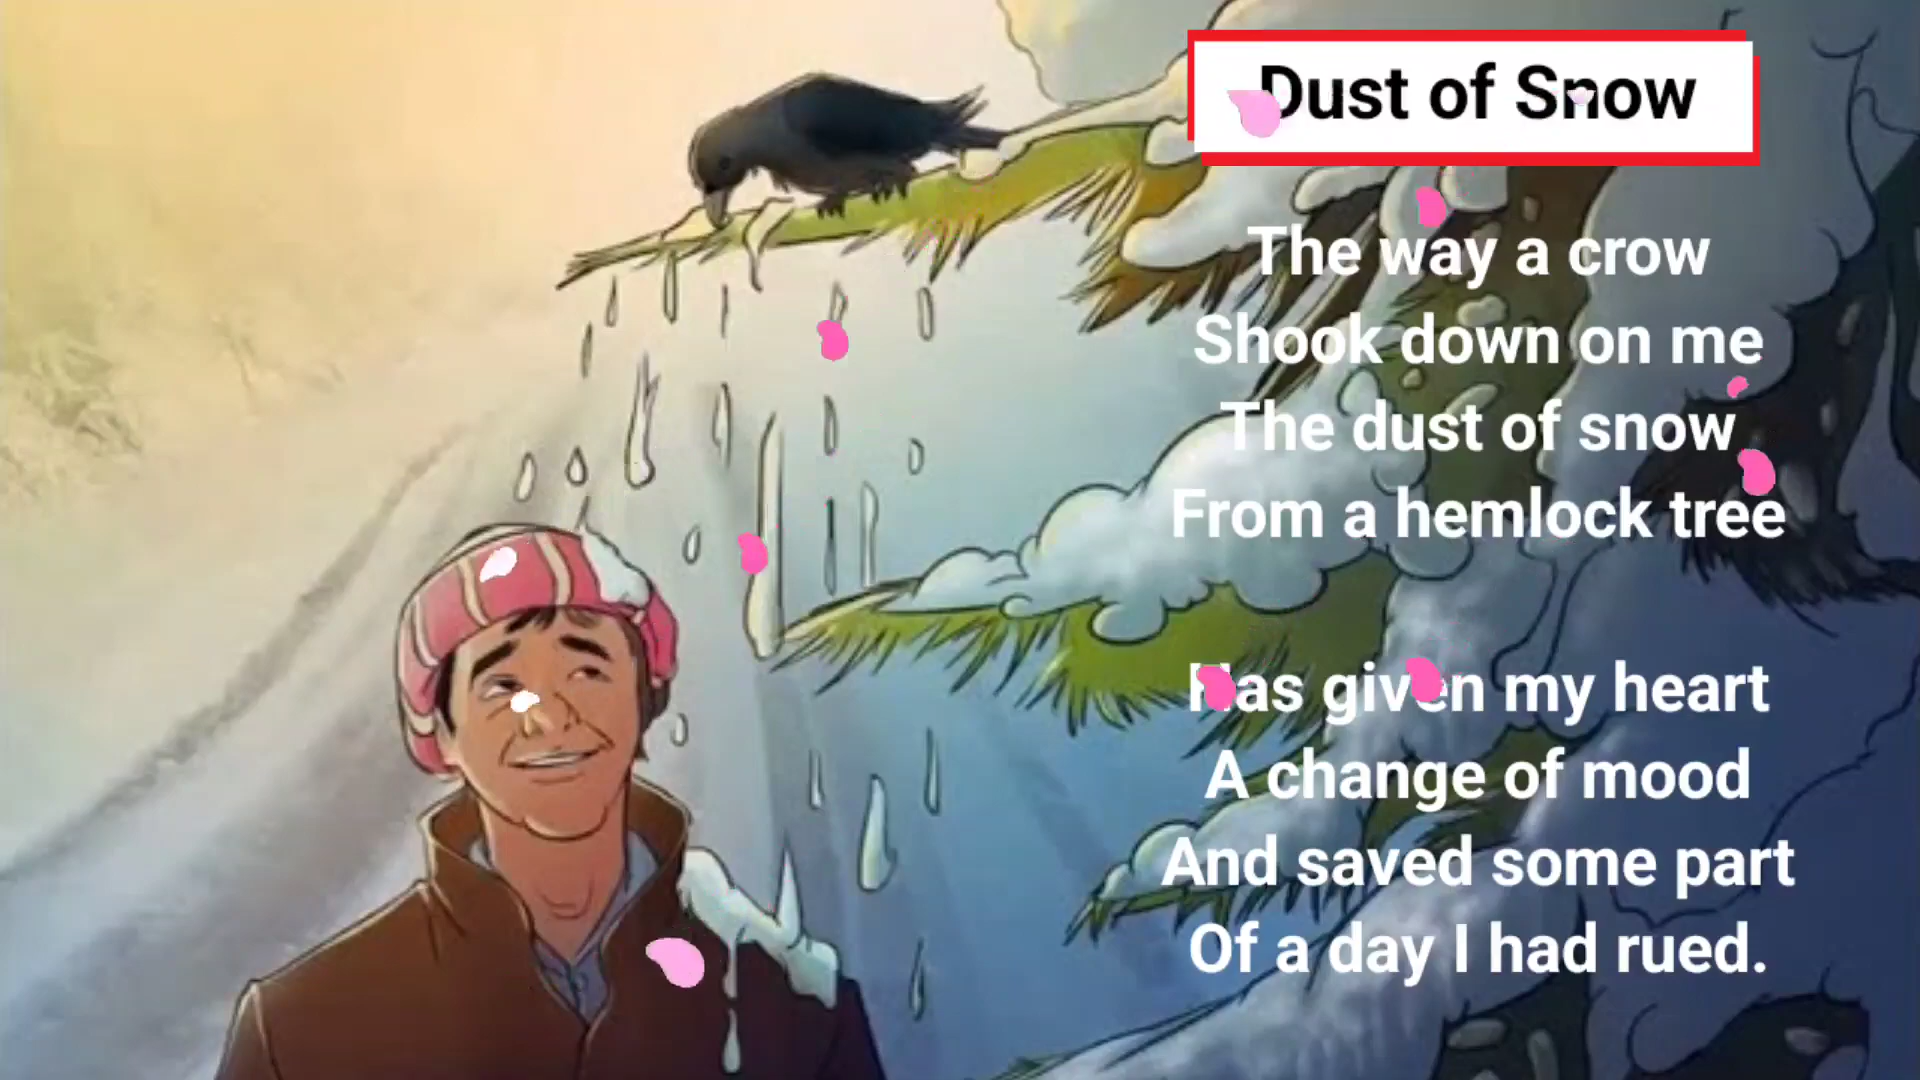 Dust of Snow
The way a crow
Shook down on me
The dust of snow
From a hemlock tree
Has given my heart
A change of mood
And saved some part
Of a day I had rued.